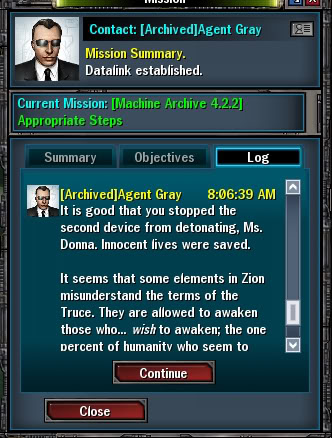 Mission
Contact: [Archived]Agent Gray
Mission Summary.
Datalink established.
Current Mission: [Machine Archive 4.2.2]
Appropriate Steps
Summary Objectives Log
[Archived]Agent Gray 8:06:39 AM
It is good that you stopped the
second device from detonating, Ms.
Donna. Innocent lives were saved.
It seems that some elements in Zion
misunderstand the terms of the
Truce. They are allowed to awaken
those who... wish to awaken; the one
percent of humanity who seem to
Continue
Close